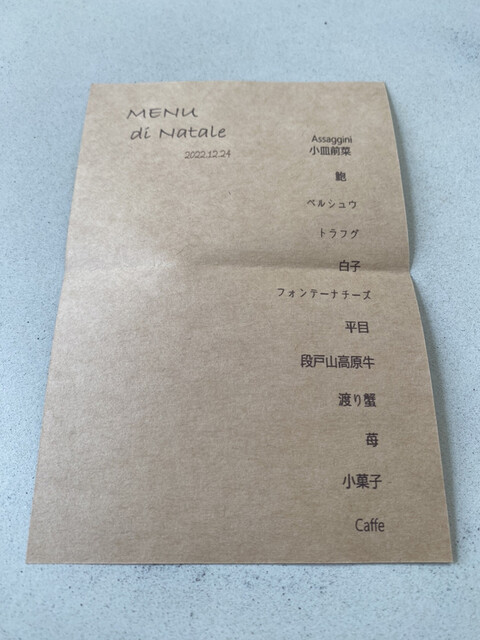 MENU
di Natale
2022.12.24
Assaggini
小皿前菜
鮑
ペルシュウ
トラフグ
白子
フォンテーナチーズ
平目
段戸山高原牛
渡り蟹
苺
小菓子
Caffe